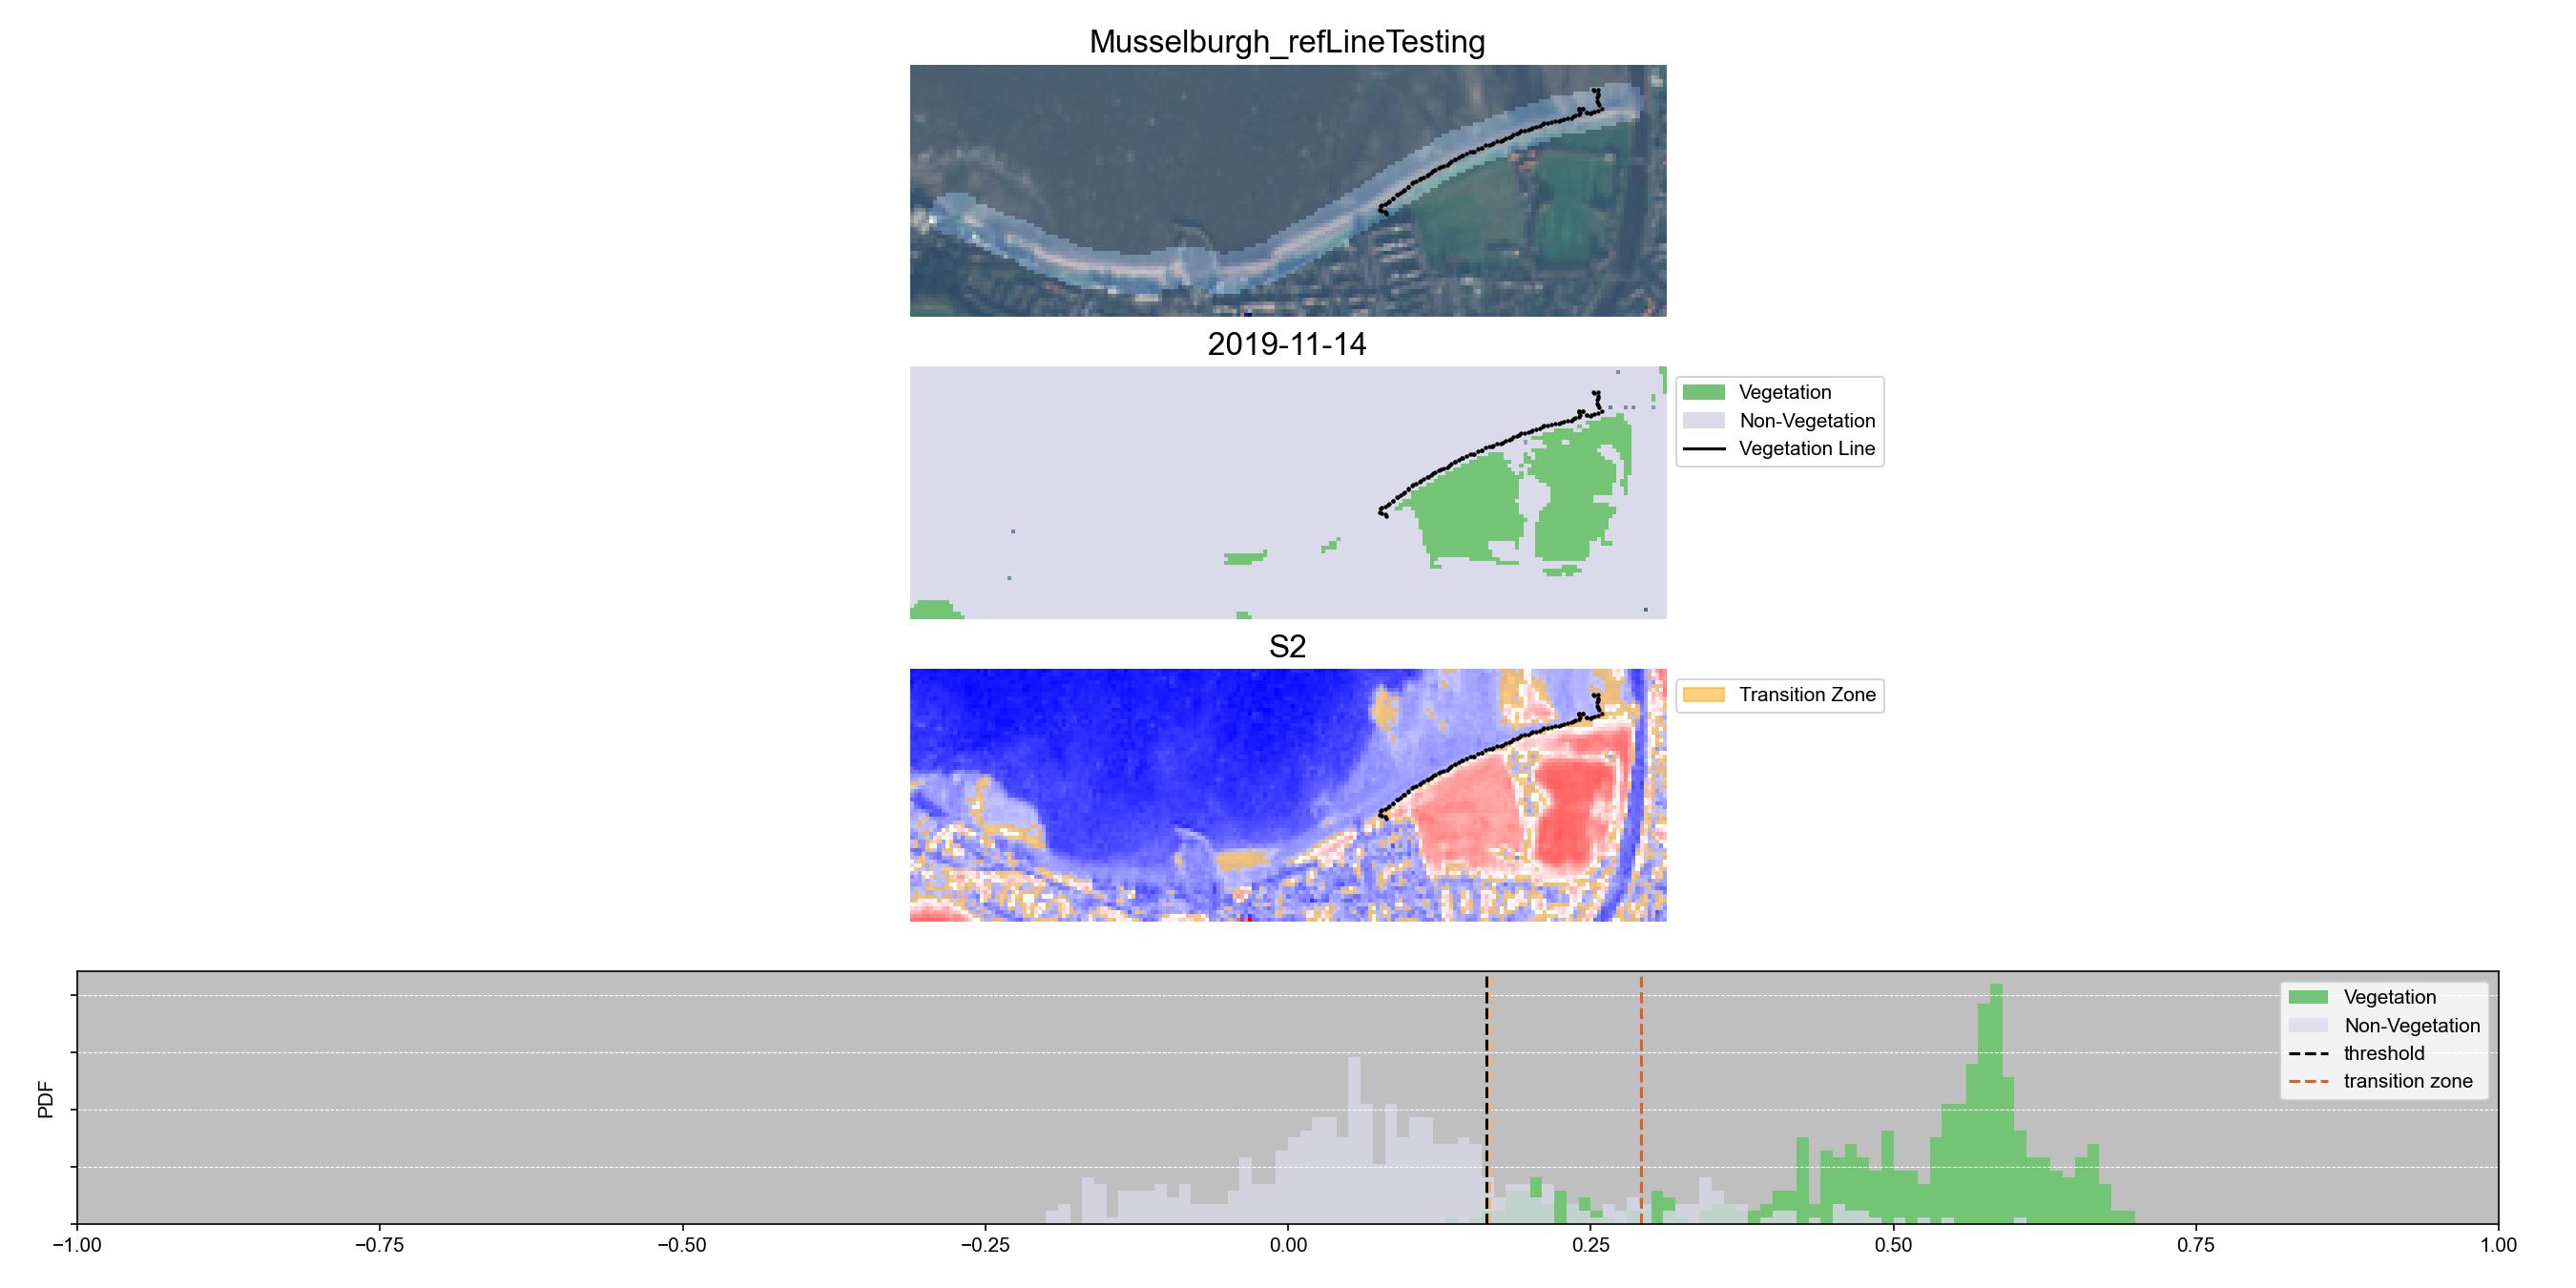 Musselburgh_refLineTesting
2019-11-14
Vegetation
Non-Vegetation
Vegetation Line
S2
Transition Zone
PDF
Vegetation
Non-Vegetation
threshold
transition zone
−1.00 −0.75 −0.50 −0.25 0.00 0.25 0.50 0.75 1.00